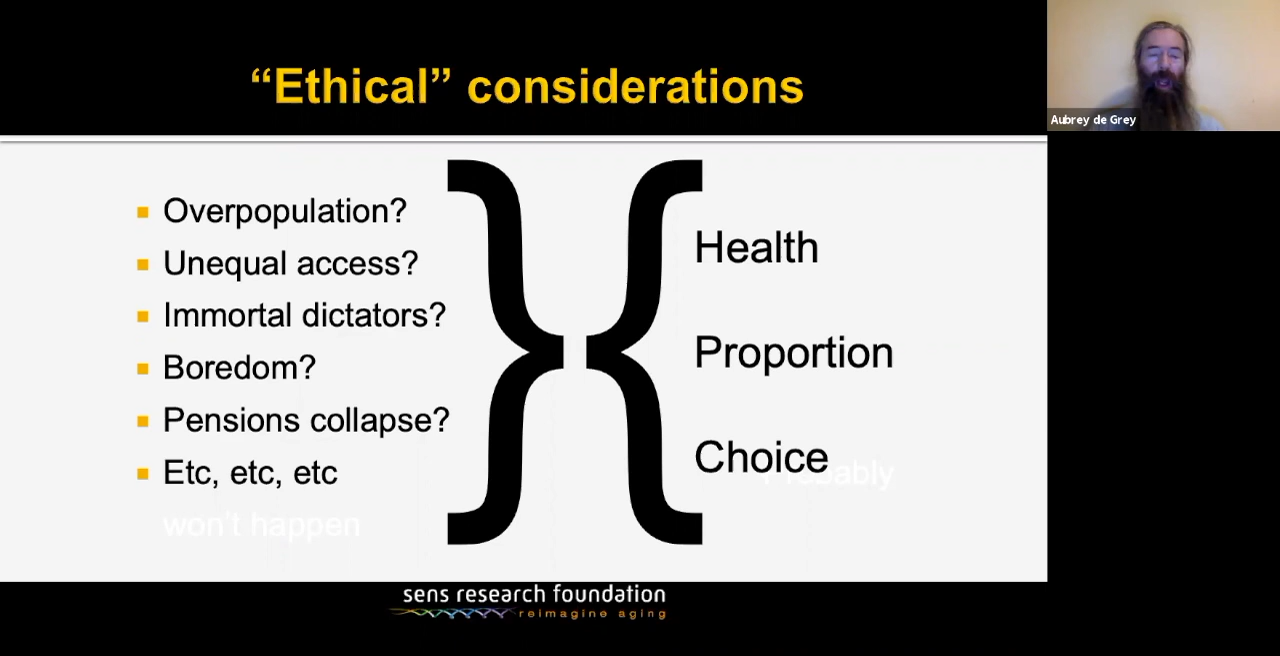 “Ethical” considerations
Aubrey de Grey
Overpopulation?
Unequal access?
Immortal dictators?
Boredom?
Pensions collapse?
Etc, etc, etc
won't happen
Health
Proportion
Choice
Probably
sens research foundation
reimagine aging